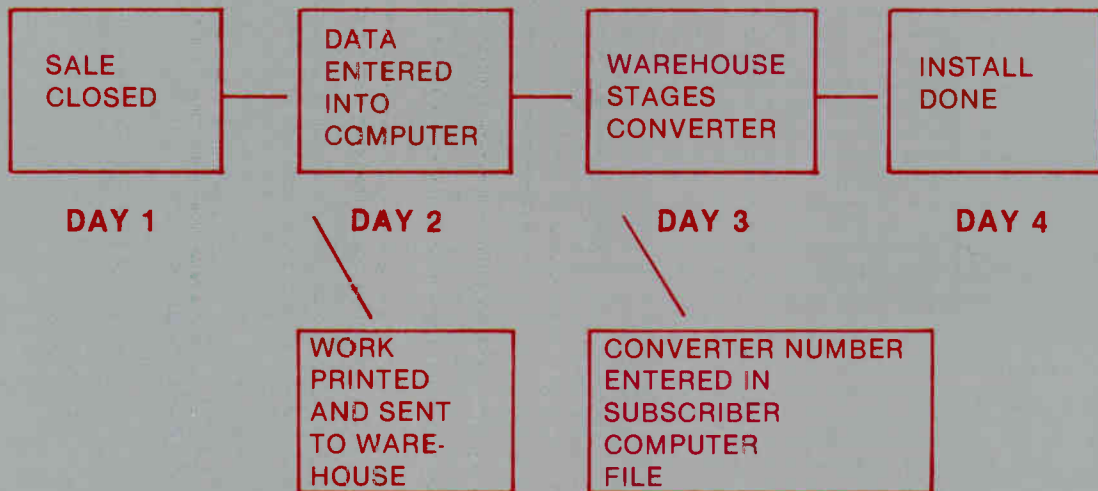 SALE
CLOSED
DATA
ENTERED
INTO
COMPUTER
WAREHOUSE
STAGES
CONVERTER
INSTALL
DONE
DAY 1
DAY 2
DAY 3
DAY 4
WORK
PRINTED
AND SENT
TO WARE-
HOUSE
CONVERTER NUMBER
ENTERED IN
SUBSCRIBER
COMPUTER
FILE